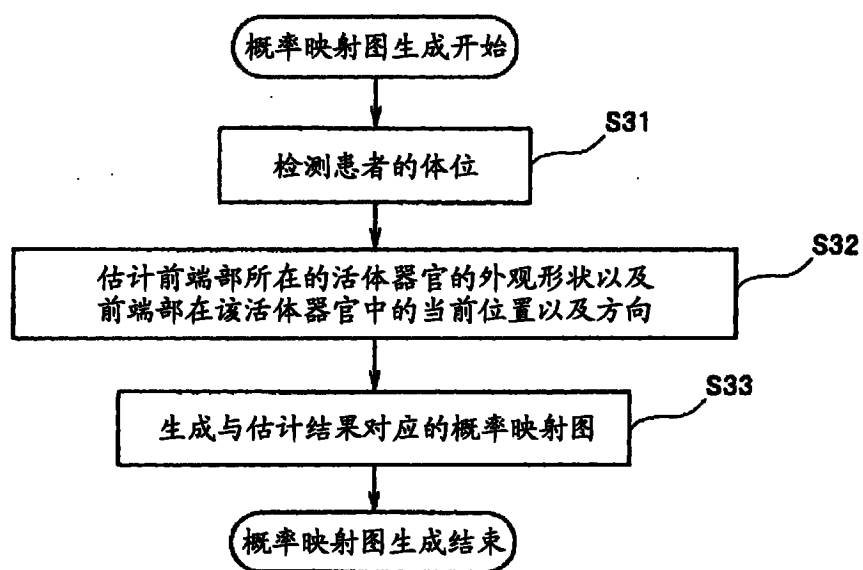 概率映射图生成开始
S31
检测患者的体位
S32
估计前端部所在的活体器官的外观形状以及
前端部在该活体器官中的当前位置以及方向
S33
生成与估计结果对应的概率映射图
概率映射图生成结束